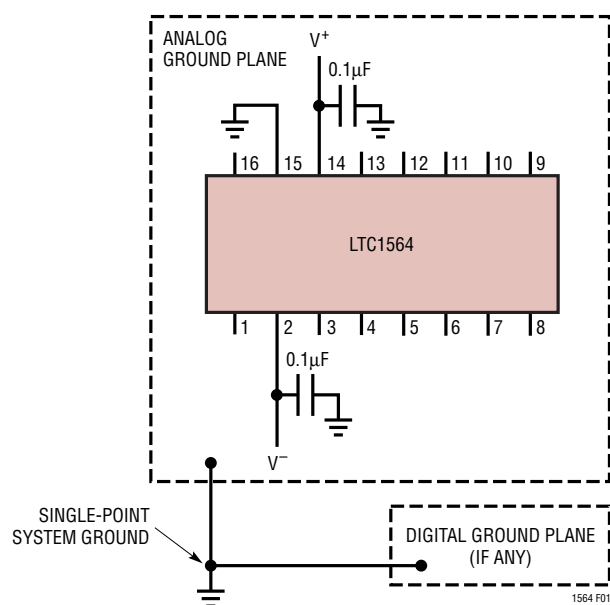 ANALOG
GROUND PLANE
V+
0.1µF
16 15 14 13 12 11 10 9
LTC1564
1 2 3 4 5 6 7 8
0.1µF
V–
SINGLE-POINT
SYSTEM GROUND
DIGITAL GROUND PLANE
(IF ANY)
1564 F01